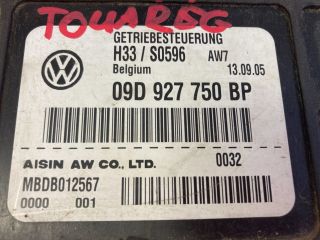 TOUAREG
GETRIEBESTEUERUNG
H33 / S0596 AW7
Belgium 13.09.05
09D 927 750 BP
AISIN AW CO., LTD. 0032
MBDB012567
0000 001